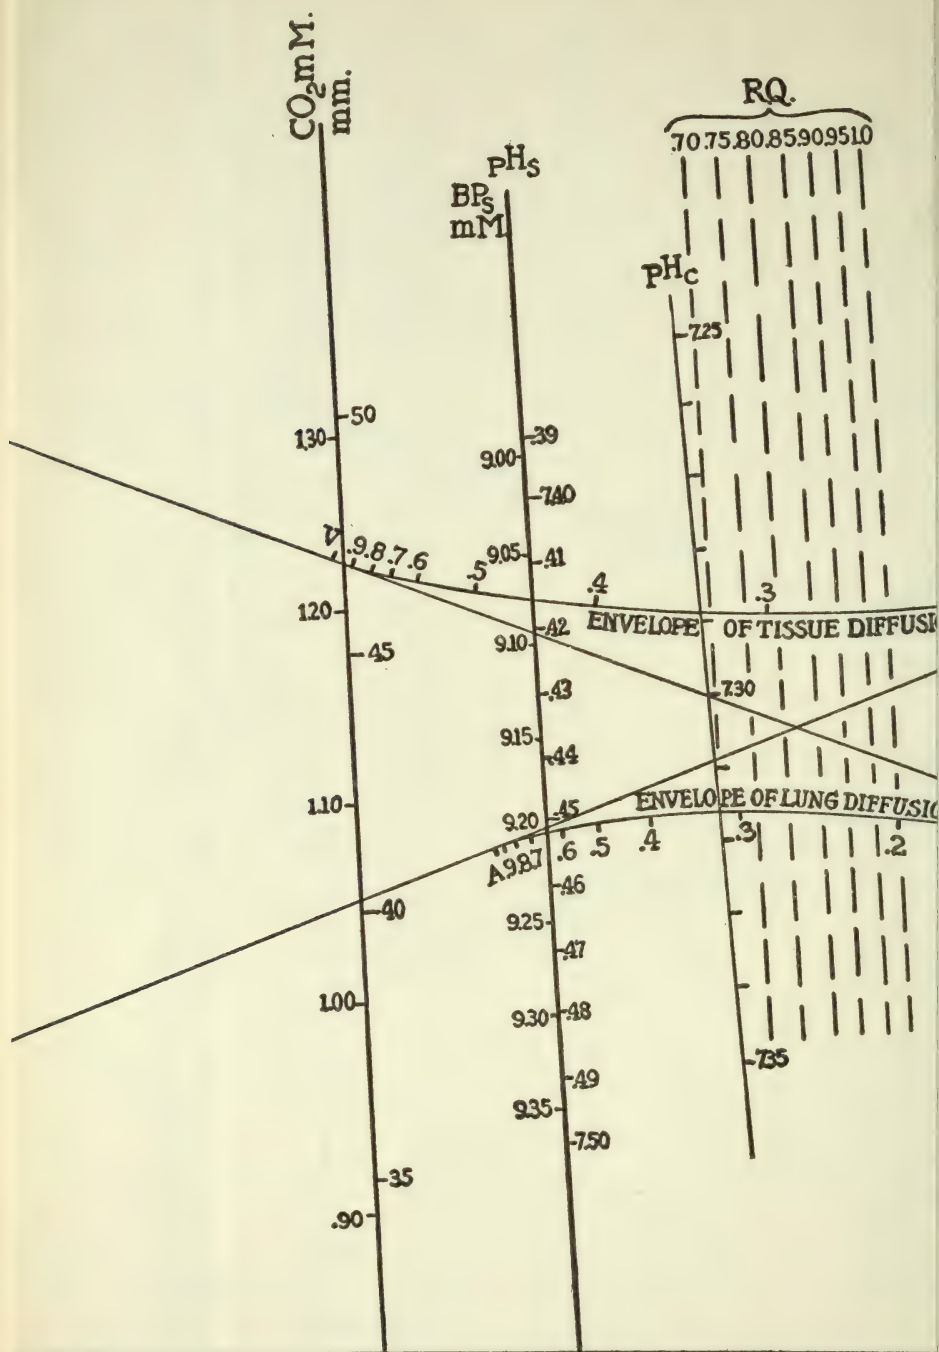 CO₂mM.
mm.
RQ.
.70 .75 .80 .85 .90 .95 1.0
pHs
BPs
mM
pHc
7.25
50
1.30
.39
9.00
7.40
V .9 .8 .7 .6 .5 .4 .3
9.05
.41
1.20
ENVELOPE OF TISSUE DIFFUSI
.42
9.10
45
.43
7.30
9.15
.44
1.10
ENVELOPE OF LUNG DIFFUSIO
.45
9.20
A 9 8 7 .6 .5 .4 .3 .2
.46
40
9.25
.47
1.00
9.30
.48
7.35
.49
9.35
7.50
35
.90